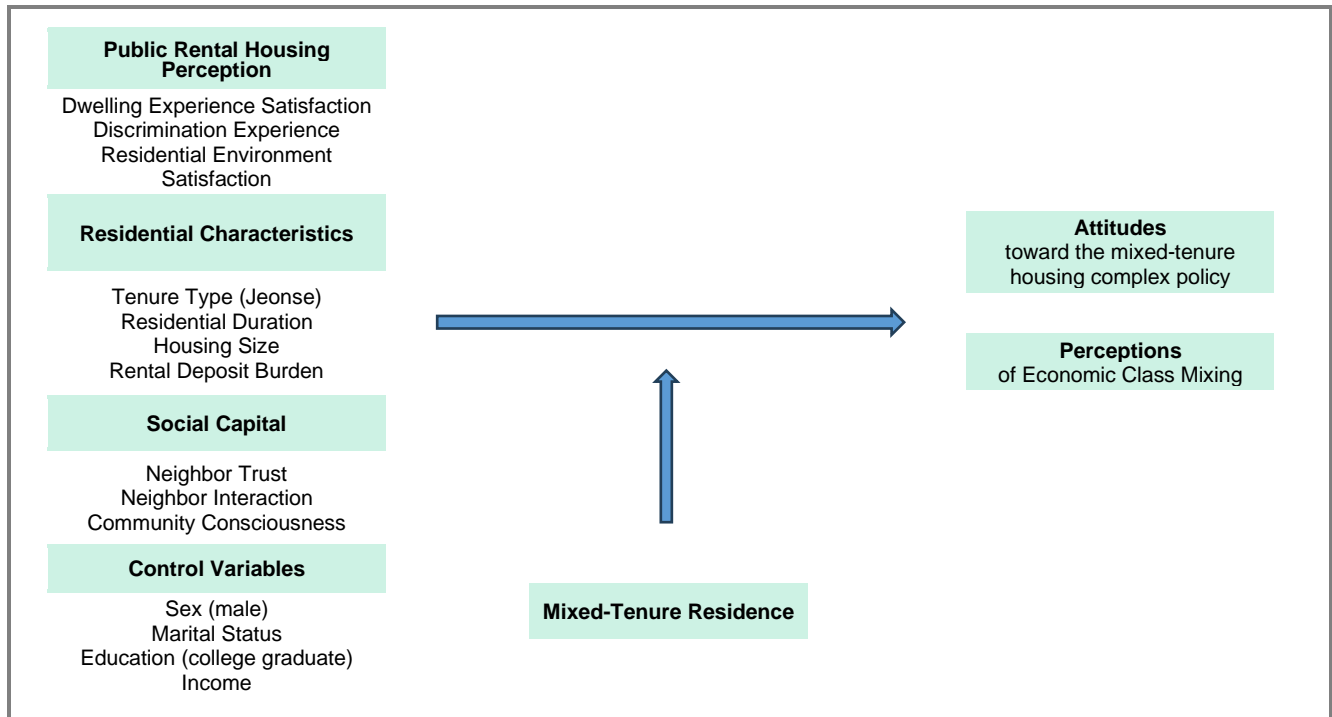 Public Rental Housing
Perception
Dwelling Experience Satisfaction
Discrimination Experience
Residential Environment
Satisfaction
Residential Characteristics
Tenure Type (Jeonse)
Residential Duration
Housing Size
Rental Deposit Burden
Social Capital
Neighbor Trust
Neighbor Interaction
Community Consciousness
Control Variables
Sex (male)
Marital Status
Education (college graduate)
Income
Mixed-Tenure Residence
Attitudes
toward the mixed-tenure
housing complex policy
Perceptions
of Economic Class Mixing